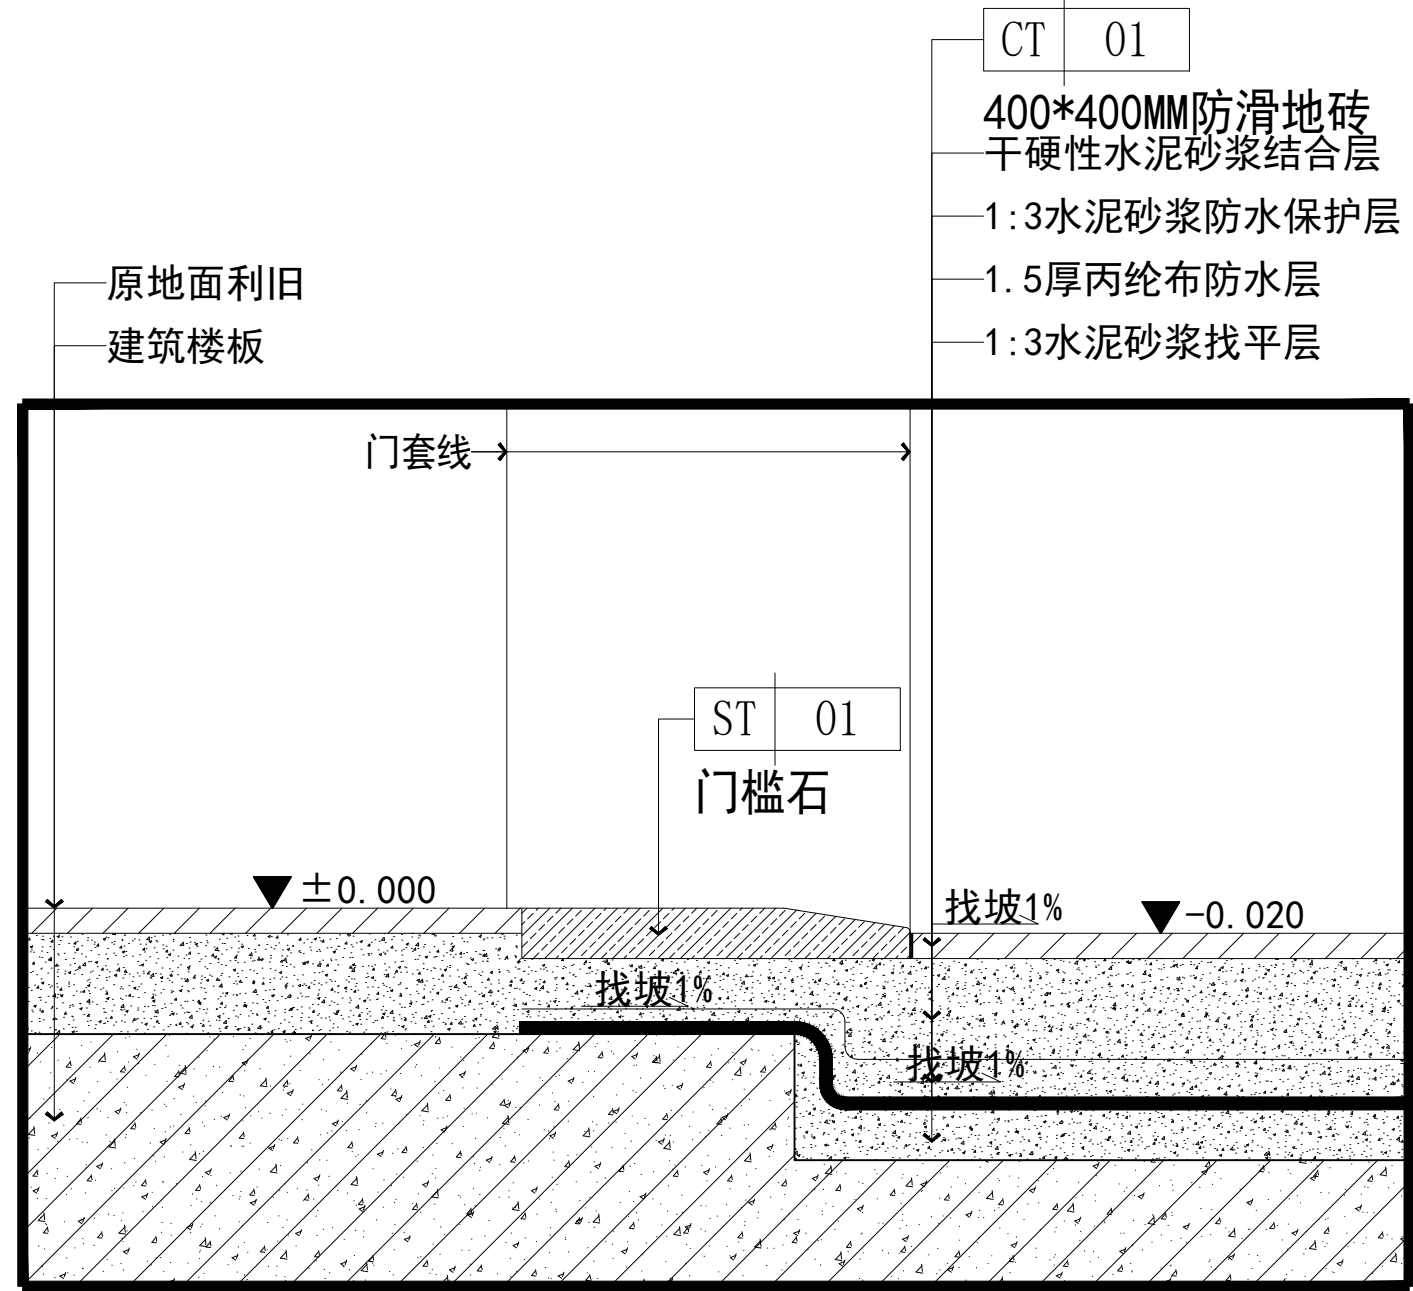 CT 01
400*400MM防滑地砖
干硬性水泥砂浆结合层
1:3水泥砂浆防水保护层
1.5厚丙纶布防水层
1:3水泥砂浆找平层
原地面利旧
建筑楼板
门套线
ST 01
门槛石
±0.000
找坡1%
-0.020
找坡1%
找坡1%